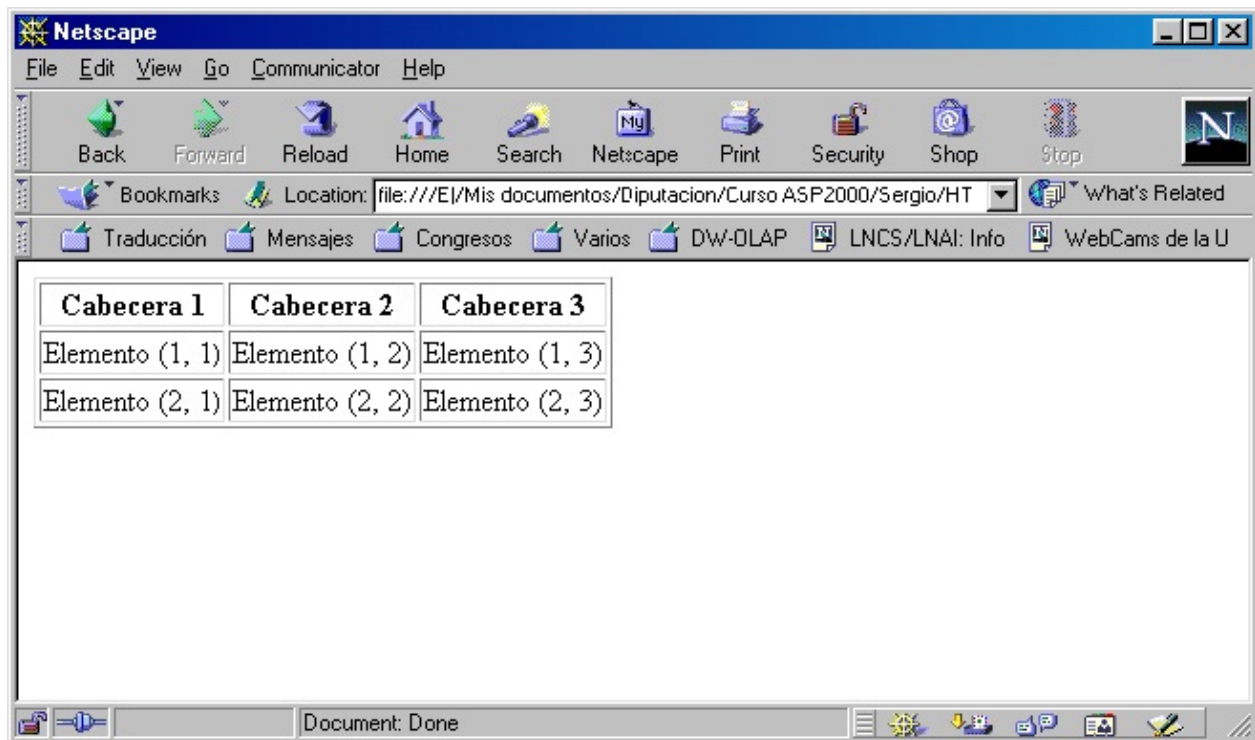 Netscape
File Edit View Go Communicator Help
My N
Back Forward Reload Home Search Netscape Print Security Shop Stop
Bookmarks Location: file:///E|/Mis documentos/Diputacion/Curso ASP2000/Sergio/HT What's Related
Traducción Mensajes Congresos Varios DW-OLAP LNCS/LNAI: Info WebCams de la U
Cabecera 1 Cabecera 2 Cabecera 3
Elemento (1, 1) Elemento (1, 2) Elemento (1, 3)
Elemento (2, 1) Elemento (2, 2) Elemento (2, 3)
Document: Done